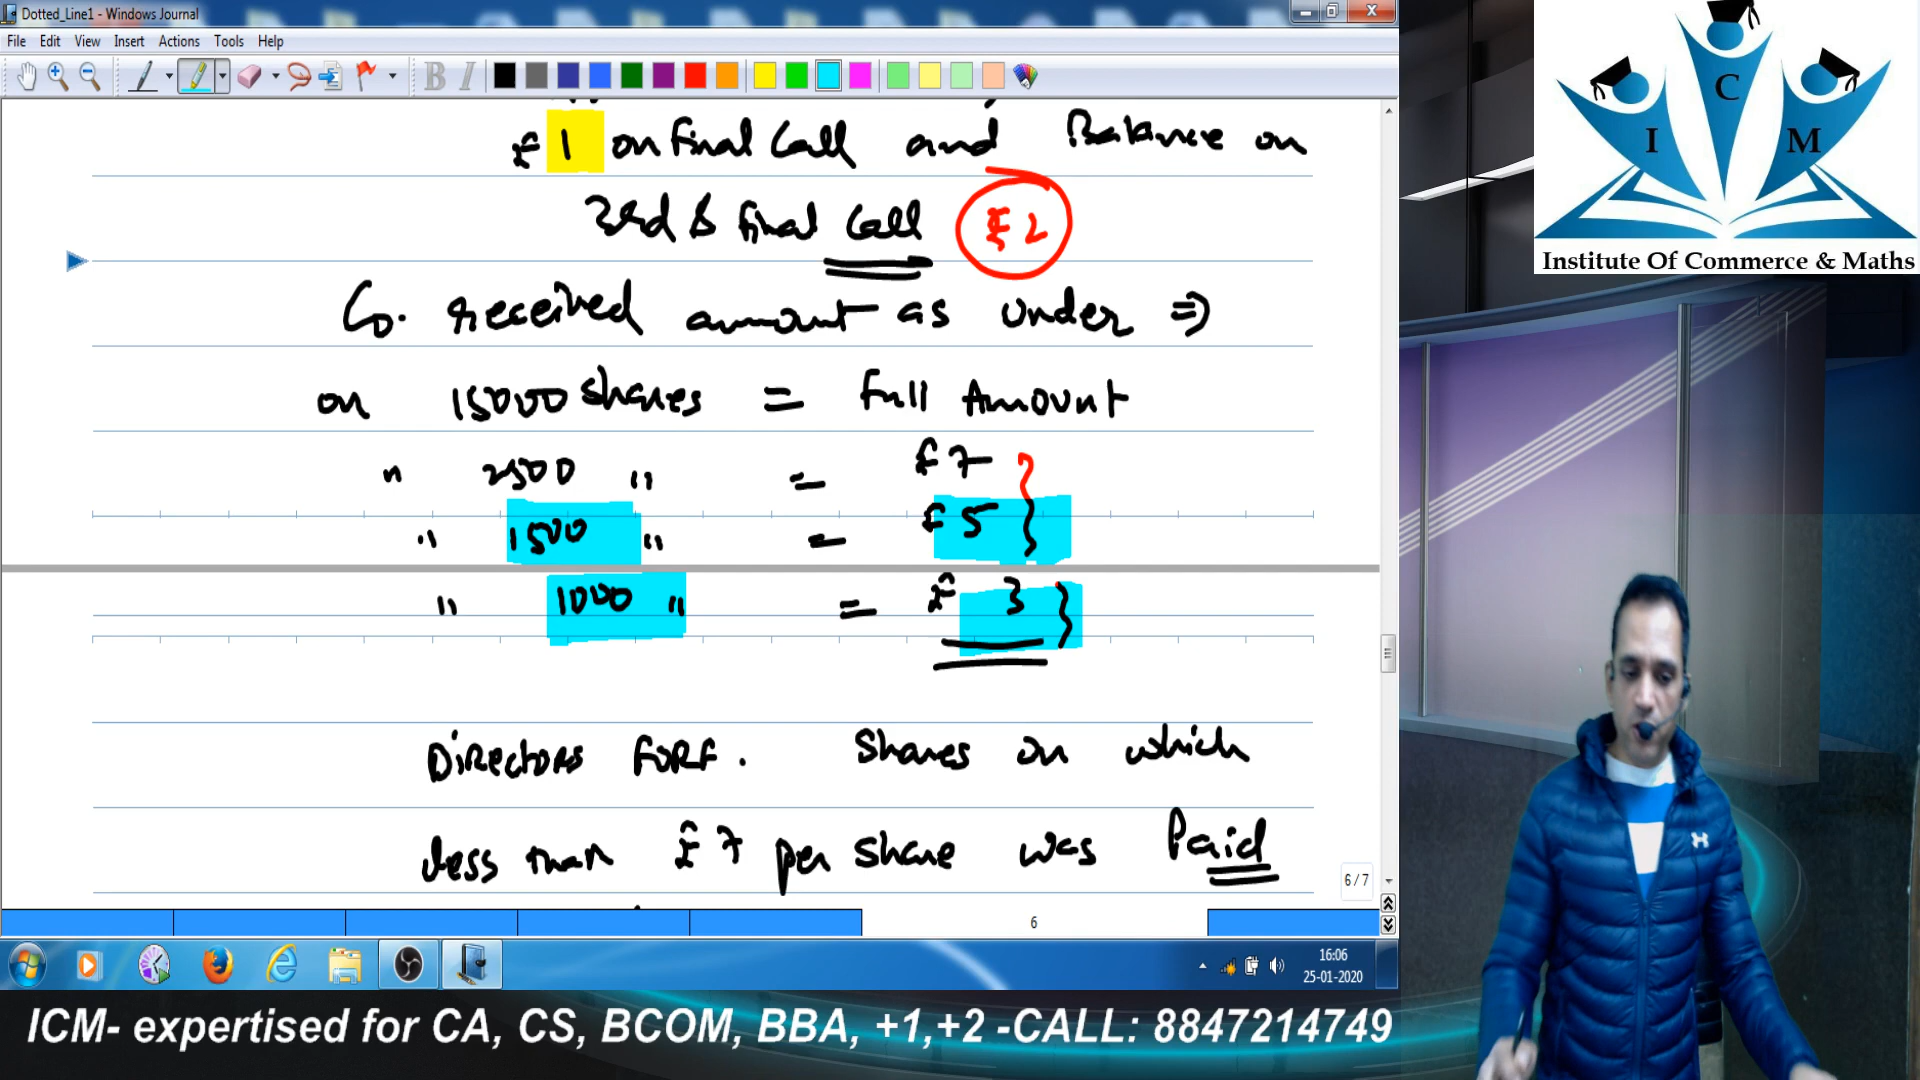 Dotted_Line1 - Windows Journal
File Edit View Insert Actions Tools Help
B I
₹ 1 on Final Call and Balance on
3rd & final Call ₹ 2
Co. received amount as under ⇒
on 15000 shares = Full Amount
" 2500 " = ₹ 7
" 1500 " = ₹ 5
" 1000 " = ₹ 3
Directors FORF. Shares on which
less than ₹ 7 per share was Paid
6/7
6
16:06
25-01-2020
I C M
Institute Of Commerce & Maths
ICM- expertised for CA, CS, BCOM, BBA, +1,+2 -CALL: 8847214749